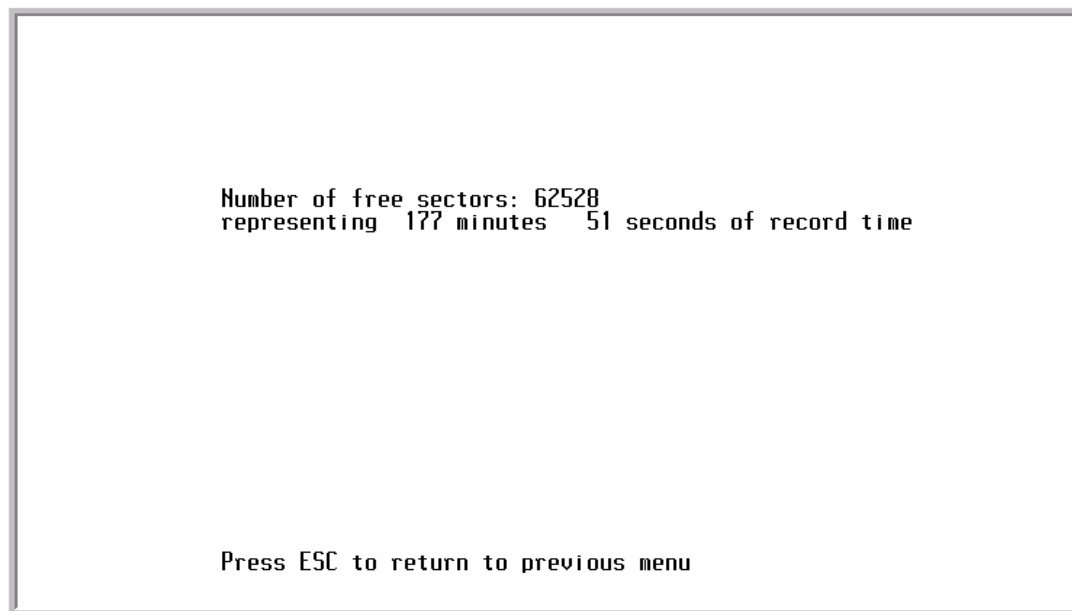 Number of free sectors: 62528
representing  177 minutes   51 seconds of record time
Press ESC to return to previous menu